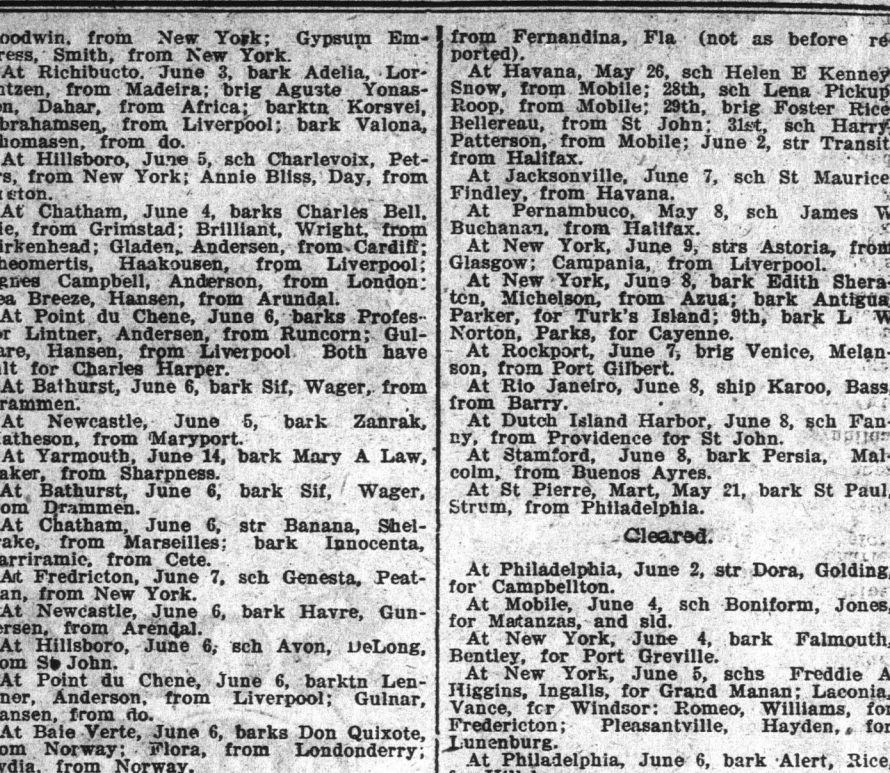 oodwin, from New York; Gypsum Em-
ress, Smith, from New York.
At Richibucto. June 3, bark Adelia, Lor-
ntzen, from Madeira; brig Aguste Yonas-
en, Dahar, from Africa; barktn Korsvei,
brahamsen, from Liverpool; bark Valona,
homasen, from do.
At Hillsboro, June 5, sch Charlevoix, Pet-
rs, from New York; Annie Bliss, Day, from
ston.
At Chatham, June 4, barks Charles Bell,
ie, from Grimstad; Brilliant, Wright, from
irkenhead; Gladen, Andersen, from Cardiff;
heomertis, Haakousen, from Liverpool;
gnes Campbell, Anderson, from London:
ea Breeze, Hansen, from Arundal.
At Point du Chene, June 6, barks Profes-
or Lintner, Andersen, from Runcorn; Gul-
are, Hansen, from Liverpool Both have
lt for Charles Harper.
At Bathurst, June 6, bark Sif, Wager, from
rammen.
At Newcastle, June 5, bark Zanrak,
atheson, from Maryport.
At Yarmouth, June 14, bark Mary A Law,
aker, from Sharpness.
At Bathurst, June 6, bark Sif, Wager,
om Drammen.
At Chatham, June 6, str Banana, Shel-
rake, from Marseilles; bark Innocenta,
arriramic, from Cete.
At Fredricton, June 7, sch Genesta, Peat-
an, from New York.
At Newcastle, June 6, bark Havre, Gun-
ersen, from Arendal.
At Hillsboro, June 6, sch Avon, DeLong,
om St John.
At Point du Chene, June 6, barktn Len-
ner, Anderson, from Liverpool; Gulnar,
ansen, from do.
At Baie Verte, June 6, barks Don Quixote,
om Norway; Flora, from Londonderry;
ydia, from Norway.
from Fernandina, Fla (not as before re-
ported).
At Havana, May 26, sch Helen E Kenney
Snow, from Mobile; 28th, sch Lena Pickup
Roop, from Mobile; 29th, brig Foster Rice
Bellereau, from St John; 31st, sch Harry
Patterson, from Mobile; June 2, str Transit
from Halifax.
At Jacksonville, June 7, sch St Maurice
Findley, from Havana.
At Pernambuco, May 8, sch James W
Buchanan, from Halifax.
At New York, June 9, strs Astoria, from
Glasgow; Campania, from Liverpool.
At New York, June 8, bark Edith Shera-
ton, Michelson, from Azua; bark Antigua
Parker, for Turk's Island; 9th, bark L W
Norton, Parks, for Cayenne.
At Rockport, June 7, brig Venice, Melan-
son, from Port Gilbert.
At Rio Janeiro, June 8, ship Karoo, Bass
from Barry.
At Dutch Island Harbor, June 8, sch Fan-
ny, from Providence for St John.
At Stamford, June 8, bark Persia, Mal-
colm, from Buenos Ayres.
At St Pierre, Mart, May 21, bark St Paul,
Strum, from Philadelphia.
Cleared.
At Philadelphia, June 2, str Dora, Golding,
for Campbellton.
At Mobile, June 4, sch Boniform, Jones,
for Matanzas, and sld.
At New York, June 4, bark Falmouth,
Bentley, for Port Greville.
At New York, June 5, schs Freddie A
Higgins, Ingalls, for Grand Manan; Laconia,
Vance, for Windsor: Romeo, Williams, for
Fredericton; Pleasantville, Hayden, for
Lunenburg.
At Philadelphia, June 6, bark Alert, Rice